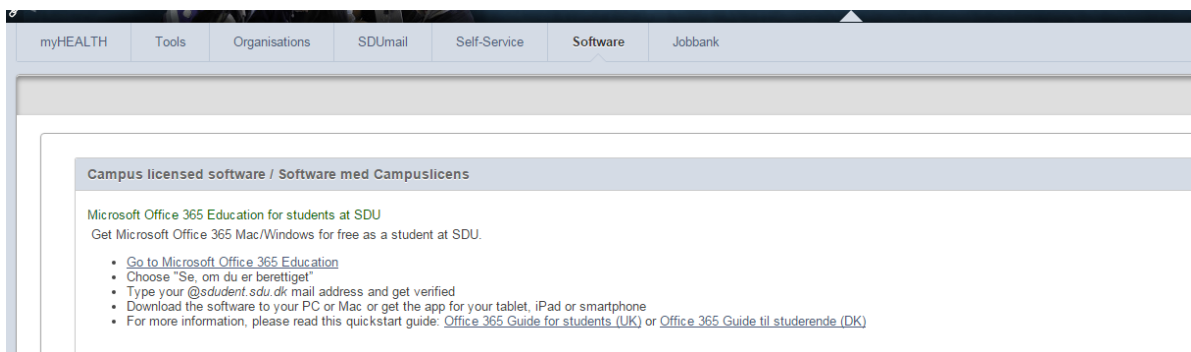 myHEALTH Tools Organisations SDUmail Self-Service Software Jobbank
Campus licensed software / Software med Campuslicens
Microsoft Office 365 Education for students at SDU
Get Microsoft Office 365 Mac/Windows for free as a student at SDU.
• Go to Microsoft Office 365 Education
• Choose "Se, om du er berettiget"
• Type your @sdudent.sdu.dk mail address and get verified
• Download the software to your PC or Mac or get the app for your tablet, iPad or smartphone
• For more information, please read this quickstart guide: Office 365 Guide for students (UK) or Office 365 Guide til studerende (DK)